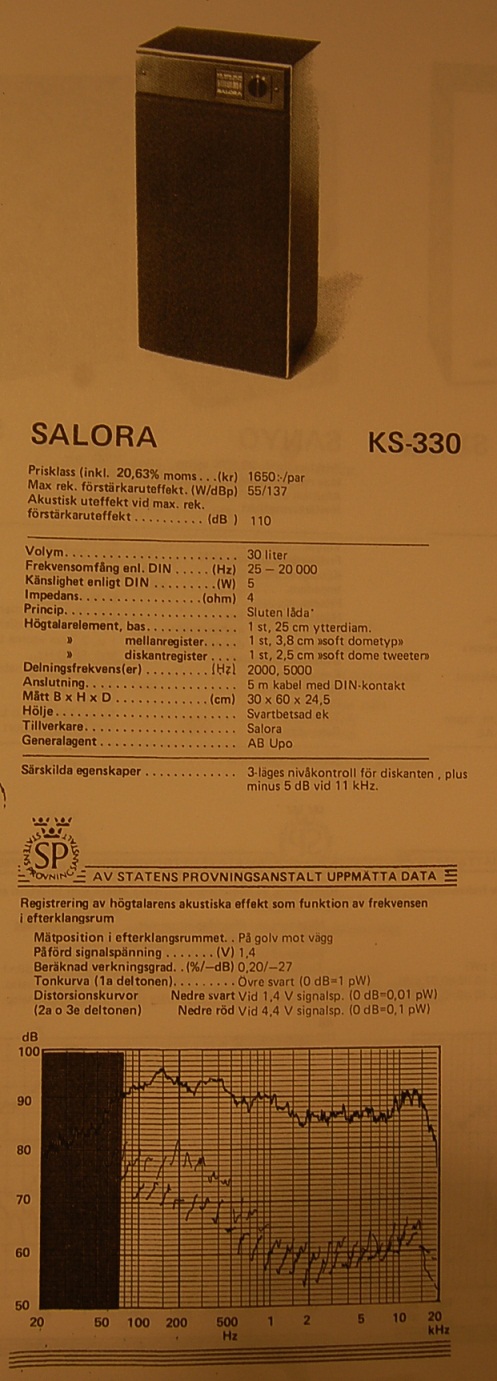 SALORA
SALORA KS-330
Prisklass (inkl. 20,63% moms...(kr) 1650:-/par
Max rek. förstärkaruteffekt. (W/dBp) 55/137
Akustisk uteffekt vid max. rek.
förstärkaruteffekt.......... (dB ) 110
Volym..................... 30 liter
Frekvensomfång enl. DIN ..... (Hz) 25 – 20 000
Känslighet enligt DIN .........(W) 5
Impedans.................(ohm) 4
Princip..................... Sluten låda
Högtalarelement, bas........... 1 st, 25 cm ytterdiam.
» mellanregister..... 1 st, 3,8 cm »soft dometyp»
» diskantregister .... 1 st, 2,5 cm »soft dome tweeter»
Delningsfrekvens(er) ..........(Hz) 2000, 5000
Anslutning................... 5 m kabel med DIN-kontakt
Mått B x H x D .............(cm) 30 x 60 x 24,5
Hölje...................... Svartbetsad ek
Tillverkare................... Salora
Generalagent................. AB Upo
Särskilda egenskaper ............ 3-läges nivåkontroll för diskanten , plus
minus 5 dB vid 11 kHz.
STATENS PROVNINGSANSTALT
SP
AV STATENS PROVNINGSANSTALT UPPMÄTTA DATA
Registrering av högtalarens akustiska effekt som funktion av frekvensen
i efterklangsrum
Mätposition i efterklangsrummet.. På golv mot vägg
Påförd signalspänning ....... (V) 1,4
Beräknad verkningsgrad..(%/–dB) 0,20/–27
Tonkurva (1a deltonen)......... Övre svart (0 dB=1 pW)
Distorsionskurvor Nedre svart Vid 1,4 V signalsp. (0 dB=0,01 pW)
(2a o 3e deltonen) Nedre röd Vid 4,4 V signalsp. (0 dB=0,1 pW)
dB
100
90
80
70
60
50
20 50 100 200 500 1 2 5 10 20
Hz kHz